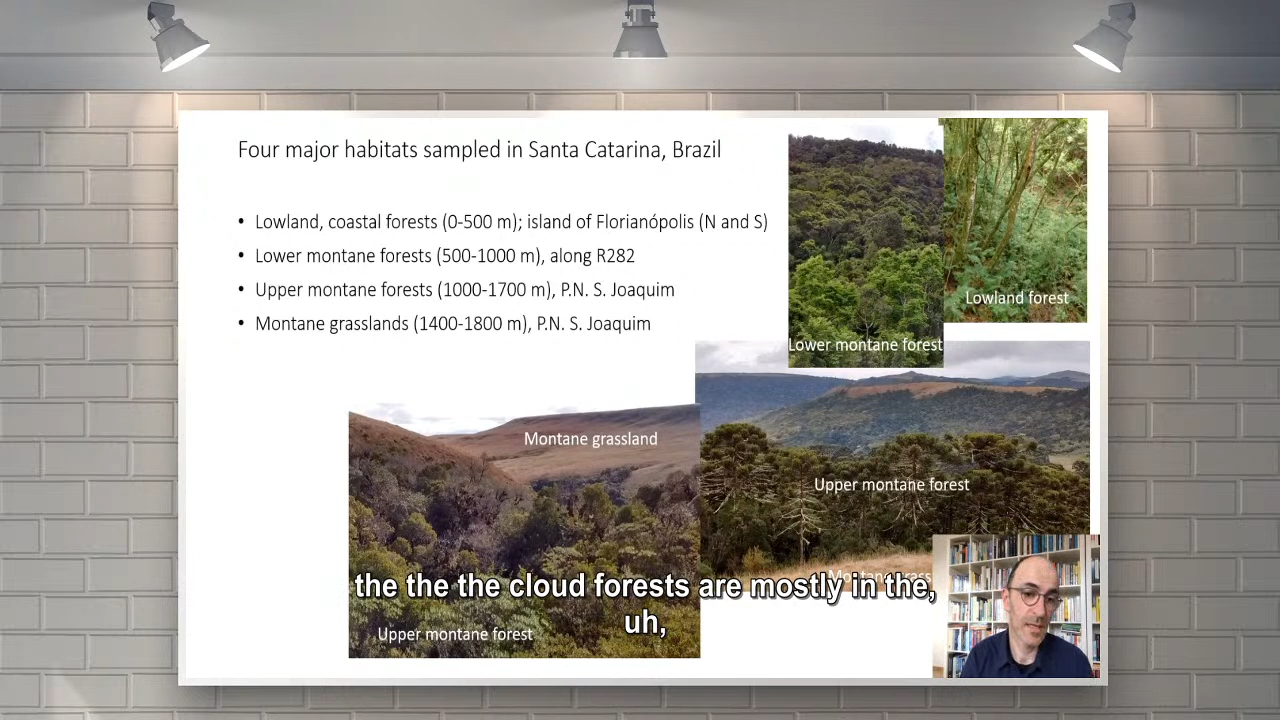 Four major habitats sampled in Santa Catarina, Brazil
• Lowland, coastal forests (0-500 m); island of Florianópolis (N and S)
• Lower montane forests (500-1000 m), along R282
• Upper montane forests (1000-1700 m), P.N. S. Joaquim
• Montane grasslands (1400-1800 m), P.N. S. Joaquim
Lowland forest
Lower montane forest
Montane grassland
Upper montane forest
the the the cloud forests are mostly in the,
uh,
Upper montane forest